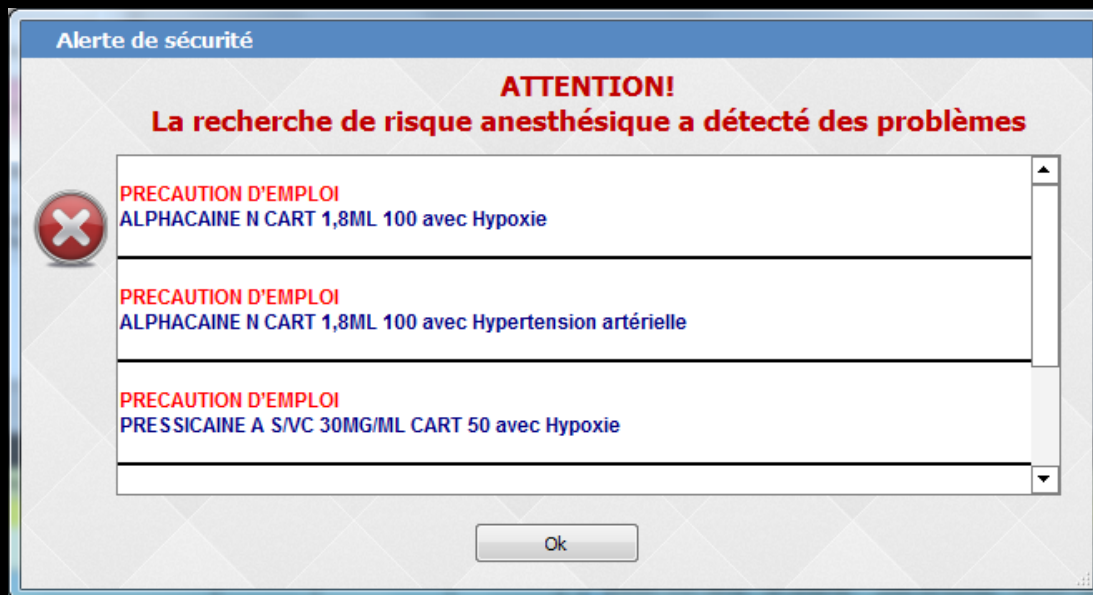 Alerte de sécurité
ATTENTION!
La recherche de risque anesthésique a détecté des problèmes
PRECAUTION D'EMPLOI
ALPHACAINE N CART 1,8ML 100 avec Hypoxie
PRECAUTION D'EMPLOI
ALPHACAINE N CART 1,8ML 100 avec Hypertension artérielle
PRECAUTION D'EMPLOI
PRESSICAINE A S/VC 30MG/ML CART 50 avec Hypoxie
Ok